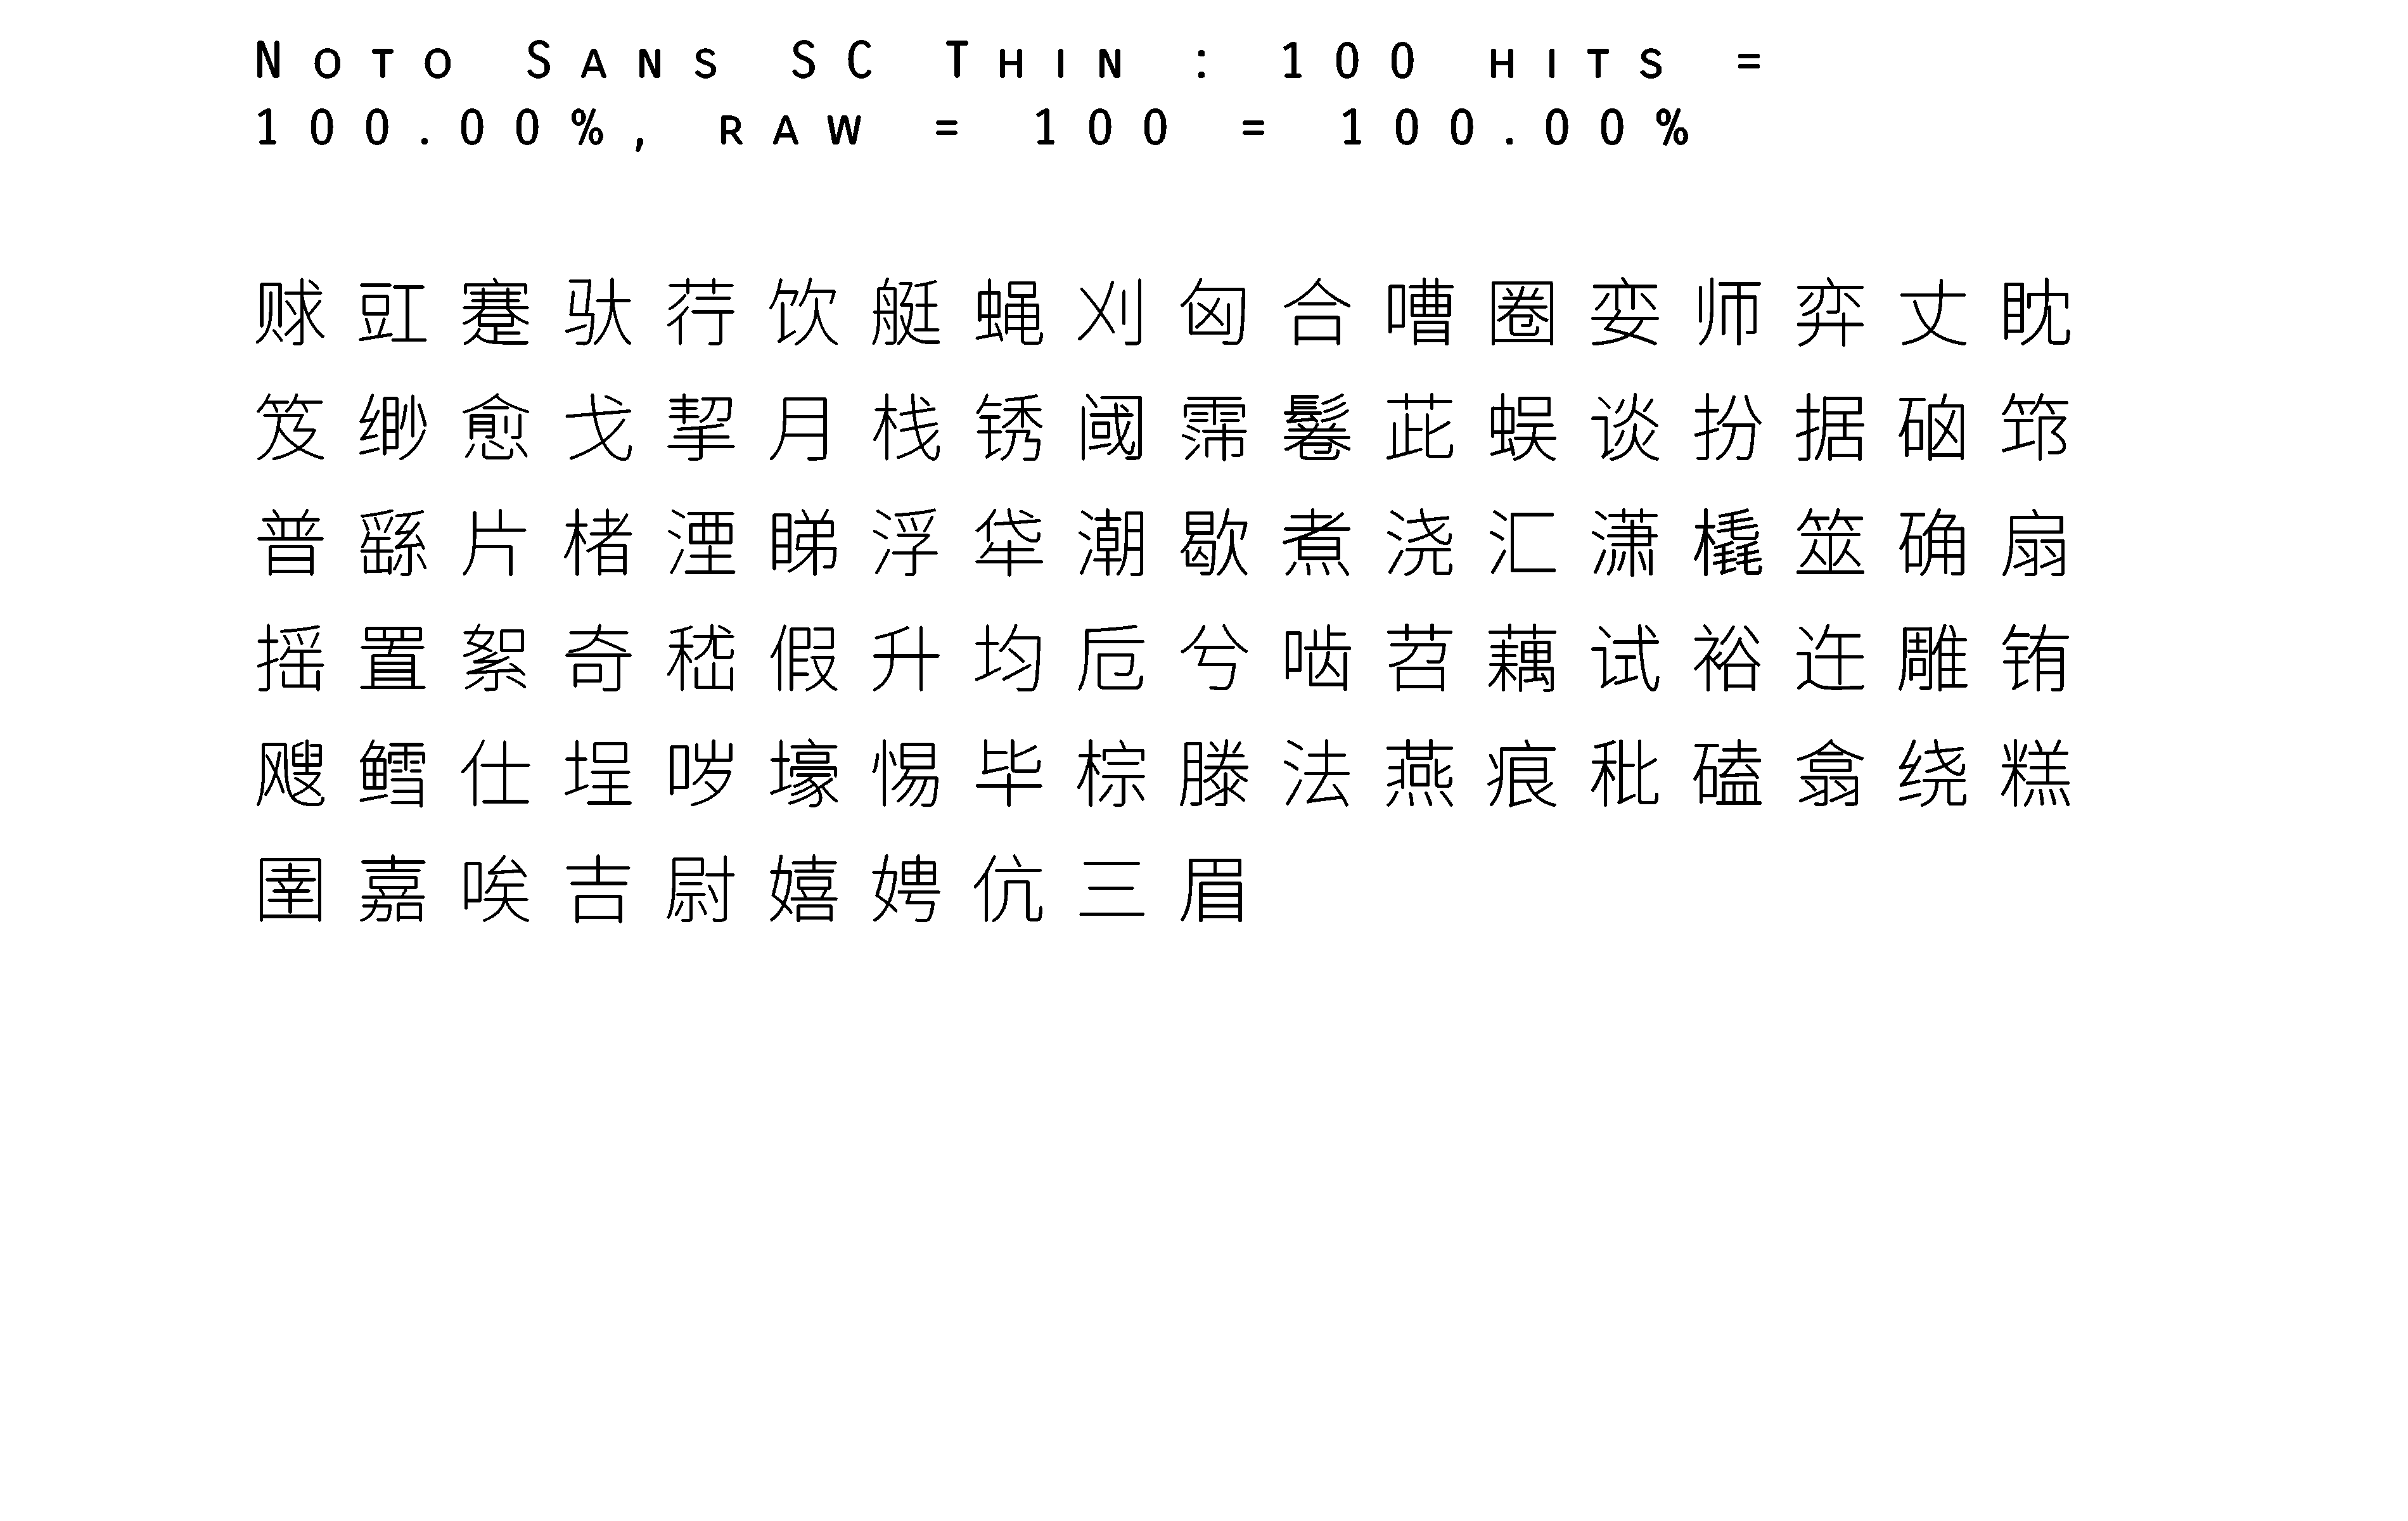 Noto Sans SC Thin : 100 hits =
100.00%, raw = 100 = 100.00%
赇豇蹇驮荇饮艇蝇刈匈合嘈圈娈师弈丈眈
笈缈愈戈挈月栈锈阈霈鬈茈蜈谈扮据硇筇
普繇片楮湮睇浮牮潮歇煮浇汇潇橇筮确扇
摇置絮奇嵇假升均卮兮啮苕藕试裕迕雕铕
飕鳕仕埕哕壕惕毕棕滕法燕痕秕磕翕绕糕
圉嘉唉吉尉嬉娉伉三眉